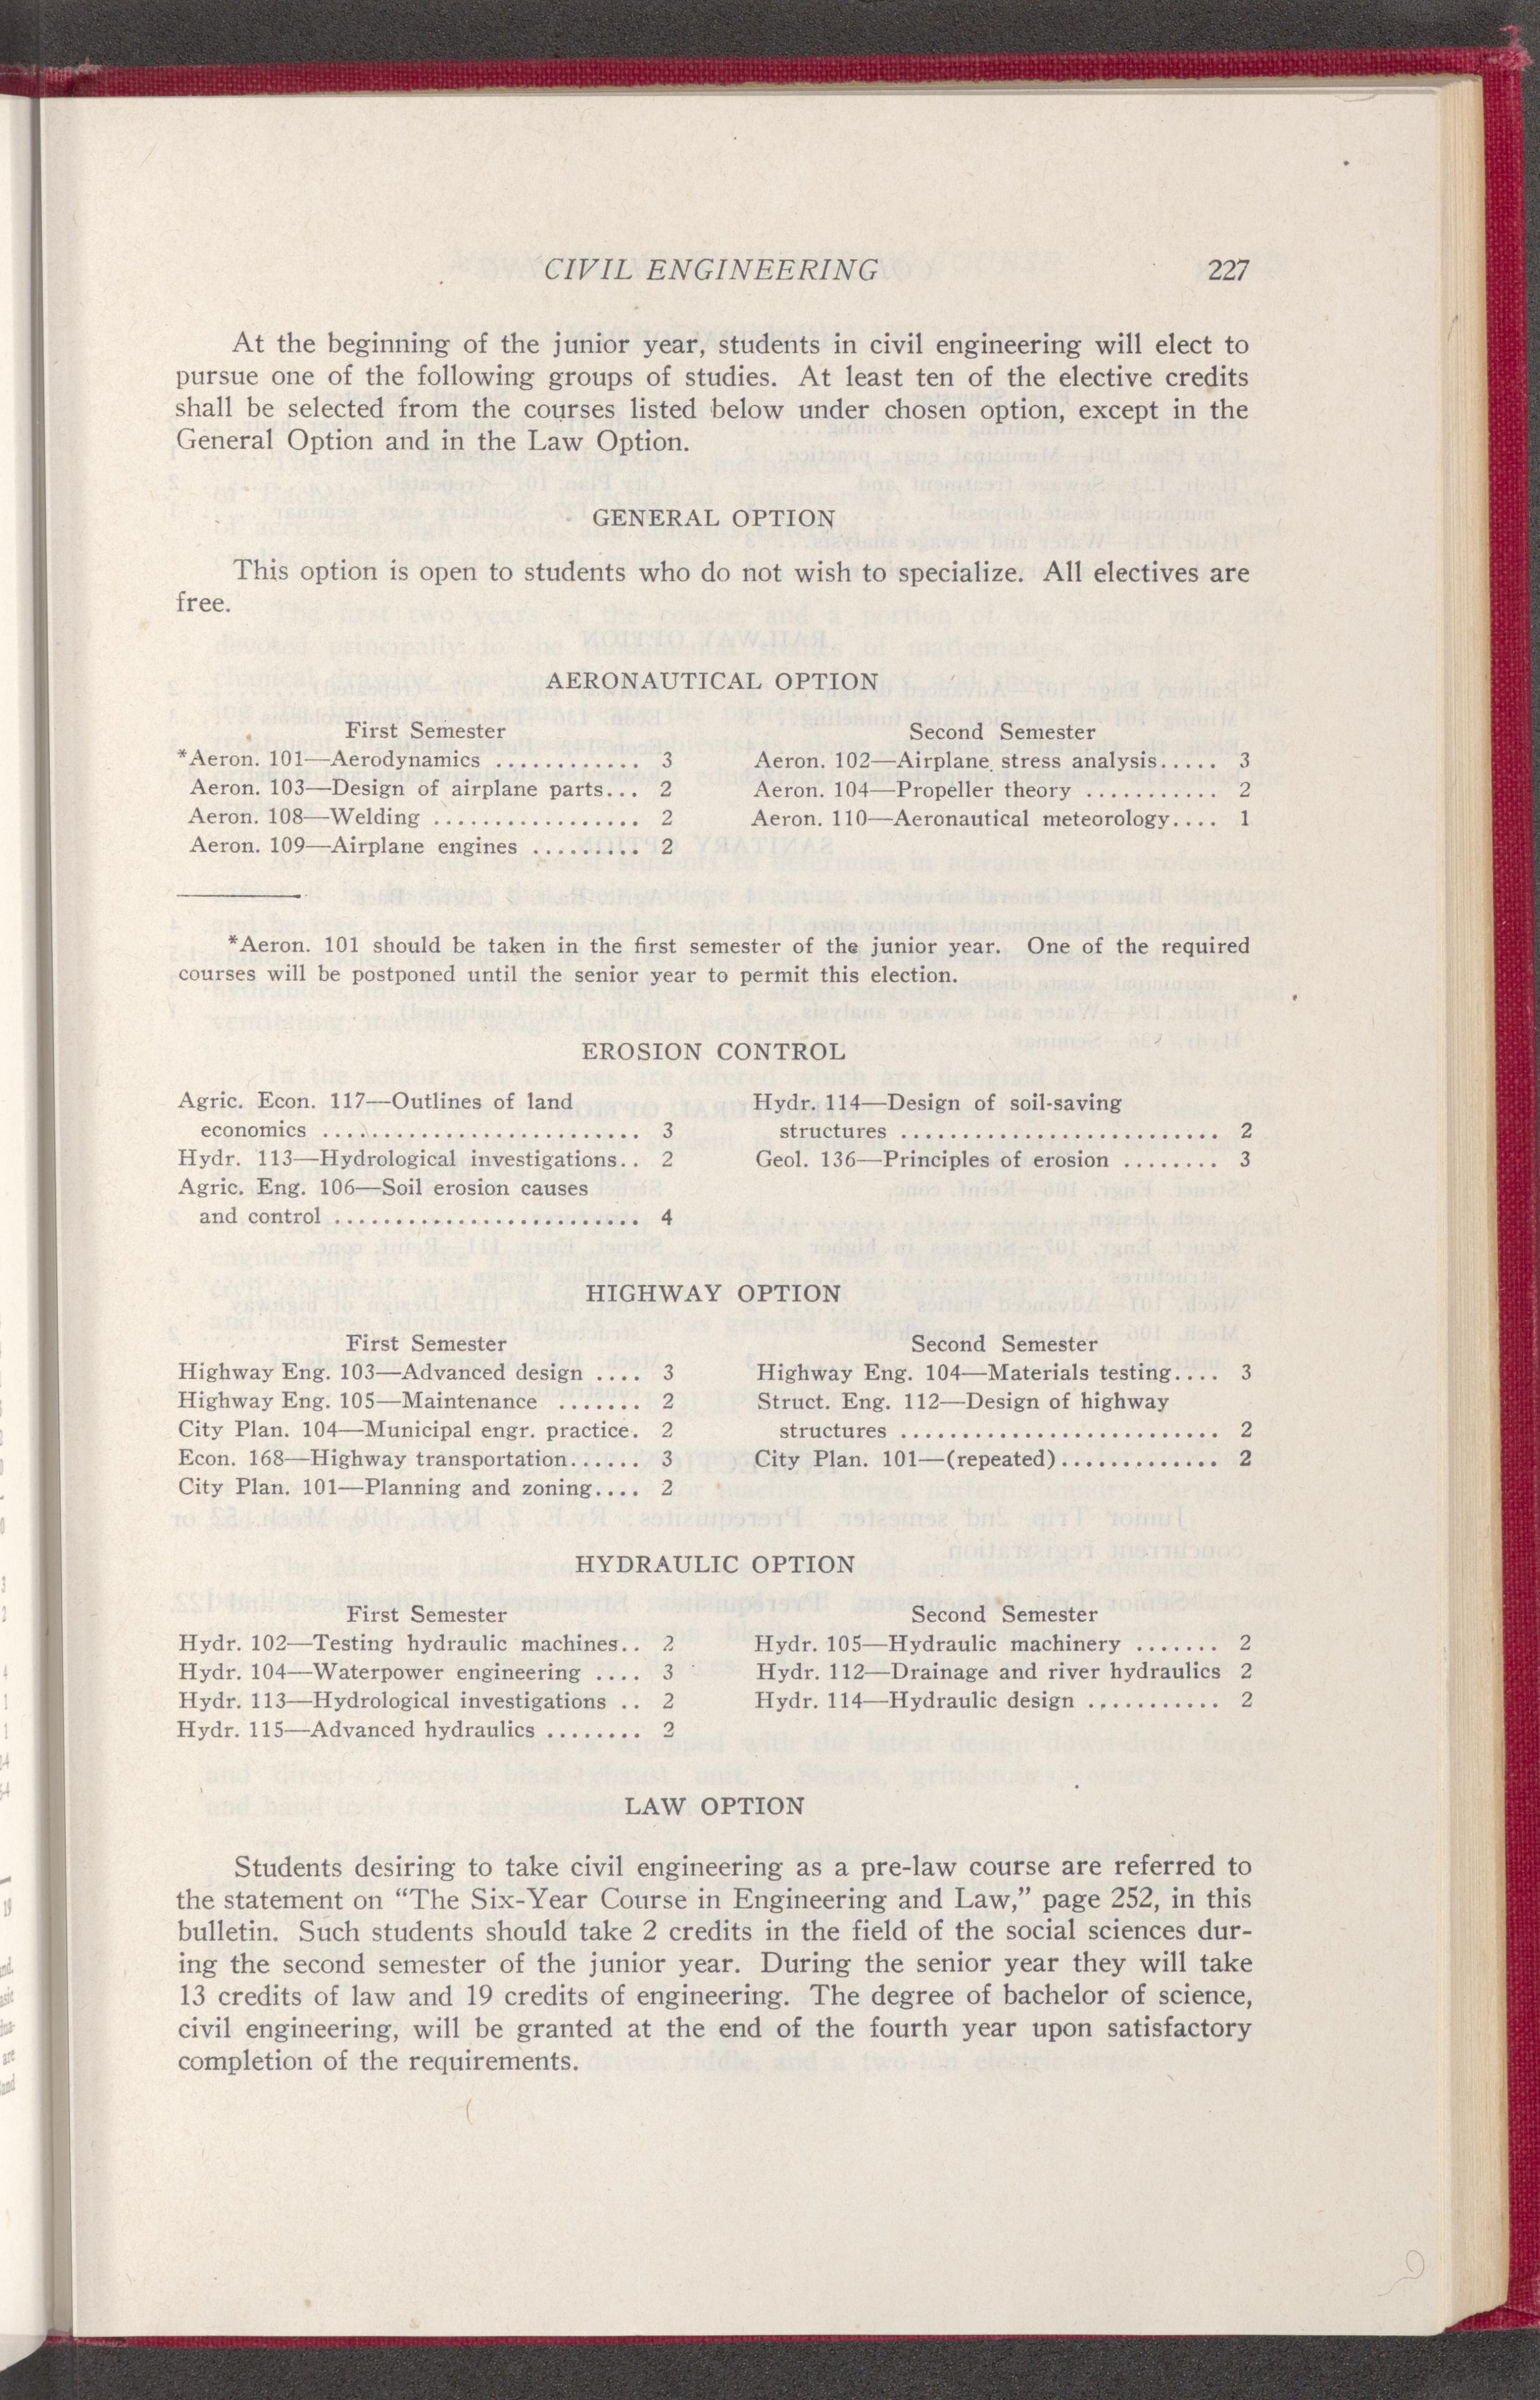 CIVIL ENGINEERING 227
At the beginning of the junior year, students in civil engineering will elect to
pursue one of the following groups of studies. At least ten of the elective credits
shall be selected from the courses listed below under chosen option, except in the
General Option and in the Law Option.
GENERAL OPTION
This option is open to students who do not wish to specialize. All electives are
free.
AERONAUTICAL OPTION
First Semester
*Aeron. 101—Aerodynamics ............ 3
Aeron. 103—Design of airplane parts... 2
Aeron. 108—Welding ................. 2
Aeron. 109—Airplane engines ......... 2
Second Semester
Aeron. 102—Airplane stress analysis..... 3
Aeron. 104—Propeller theory ........... 2
Aeron. 110—Aeronautical meteorology.... 1
*Aeron. 101 should be taken in the first semester of the junior year. One of the required
courses will be postponed until the senior year to permit this election.
EROSION CONTROL
Agric. Econ. 117—Outlines of land
economics .......................... 3
Hydr. 113—Hydrological investigations.. 2
Agric. Eng. 106—Soil erosion causes
and control ......................... 4
Hydr. 114—Design of soil-saving
structures .......................... 2
Geol. 136—Principles of erosion ........ 3
HIGHWAY OPTION
First Semester
Highway Eng. 103—Advanced design .... 3
Highway Eng. 105—Maintenance ....... 2
City Plan. 104—Municipal engr. practice. 2
Econ. 168—Highway transportation...... 3
City Plan. 101—Planning and zoning.... 2
Second Semester
Highway Eng. 104—Materials testing.... 3
Struct. Eng. 112—Design of highway
structures .......................... 2
City Plan. 101—(repeated)............. 2
HYDRAULIC OPTION
First Semester
Hydr. 102—Testing hydraulic machines.. 2
Hydr. 104—Waterpower engineering .... 3
Hydr. 113—Hydrological investigations .. 2
Hydr. 115—Advanced hydraulics ........ 2
Second Semester
Hydr. 105—Hydraulic machinery ....... 2
Hydr. 112—Drainage and river hydraulics 2
Hydr. 114—Hydraulic design ........... 2
LAW OPTION
Students desiring to take civil engineering as a pre-law course are referred to
the statement on “The Six-Year Course in Engineering and Law,” page 252, in this
bulletin. Such students should take 2 credits in the field of the social sciences dur-
ing the second semester of the junior year. During the senior year they will take
13 credits of law and 19 credits of engineering. The degree of bachelor of science,
civil engineering, will be granted at the end of the fourth year upon satisfactory
completion of the requirements.